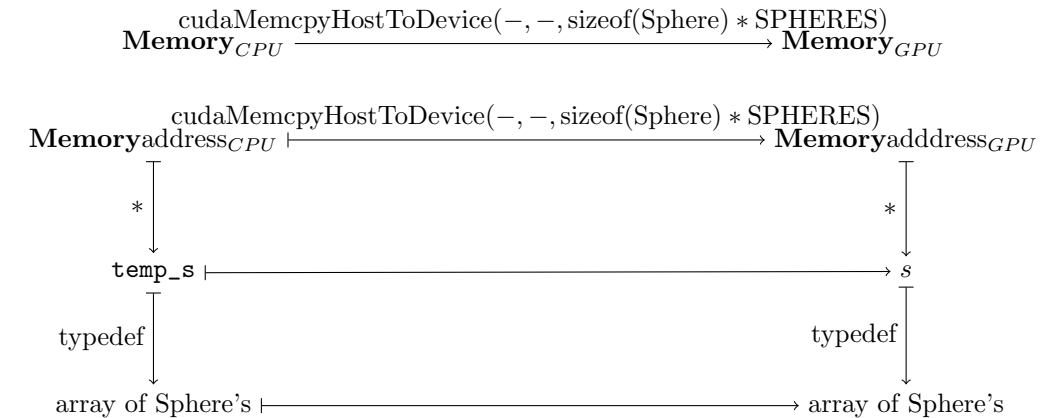 cudaMemcpyHostToDevice(−, −, sizeof(Sphere) ∗ SPHERES)
Memory_CPU Memory_GPU
cudaMemcpyHostToDevice(−, −, sizeof(Sphere) ∗ SPHERES)
Memoryaddress_CPU Memoryadddress_GPU
∗ ∗
temp_s s
typedef typedef
array of Sphere's array of Sphere's